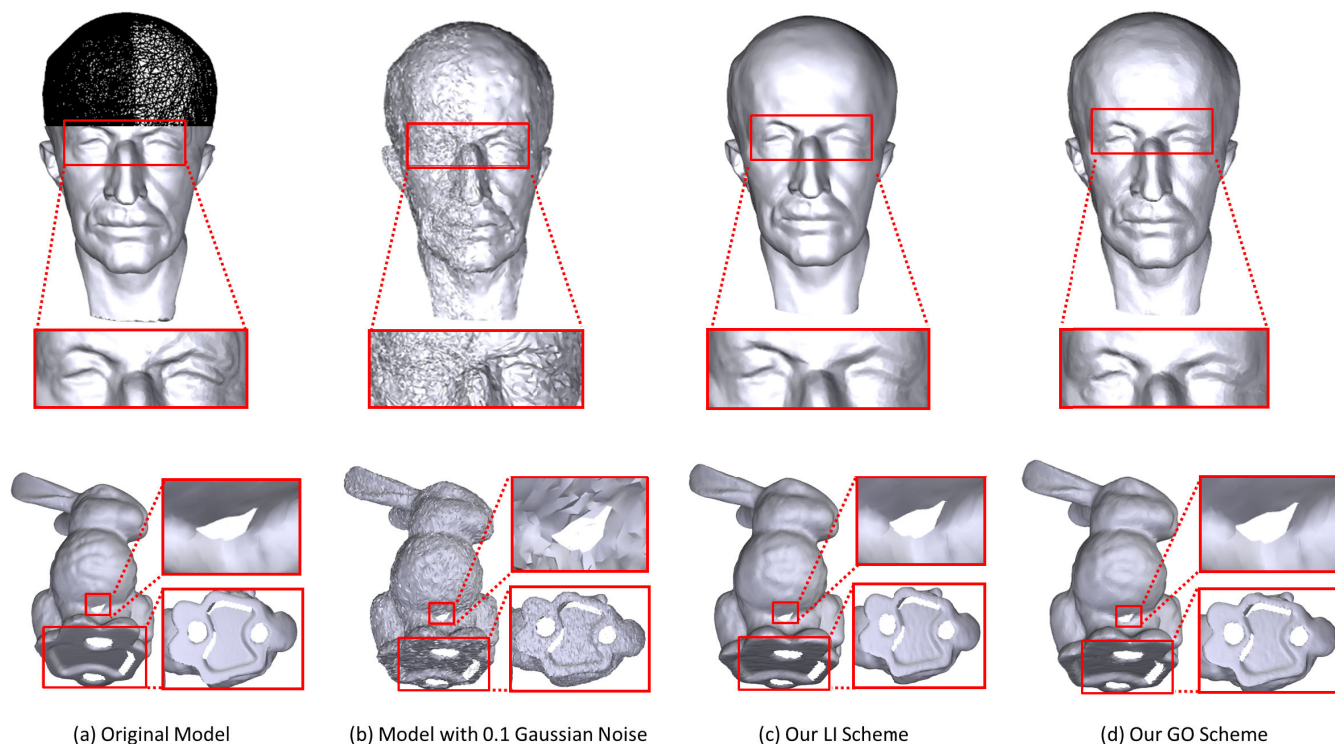 (a) Original Model
(b) Model with 0.1 Gaussian Noise
(c) Our LI Scheme
(d) Our GO Scheme